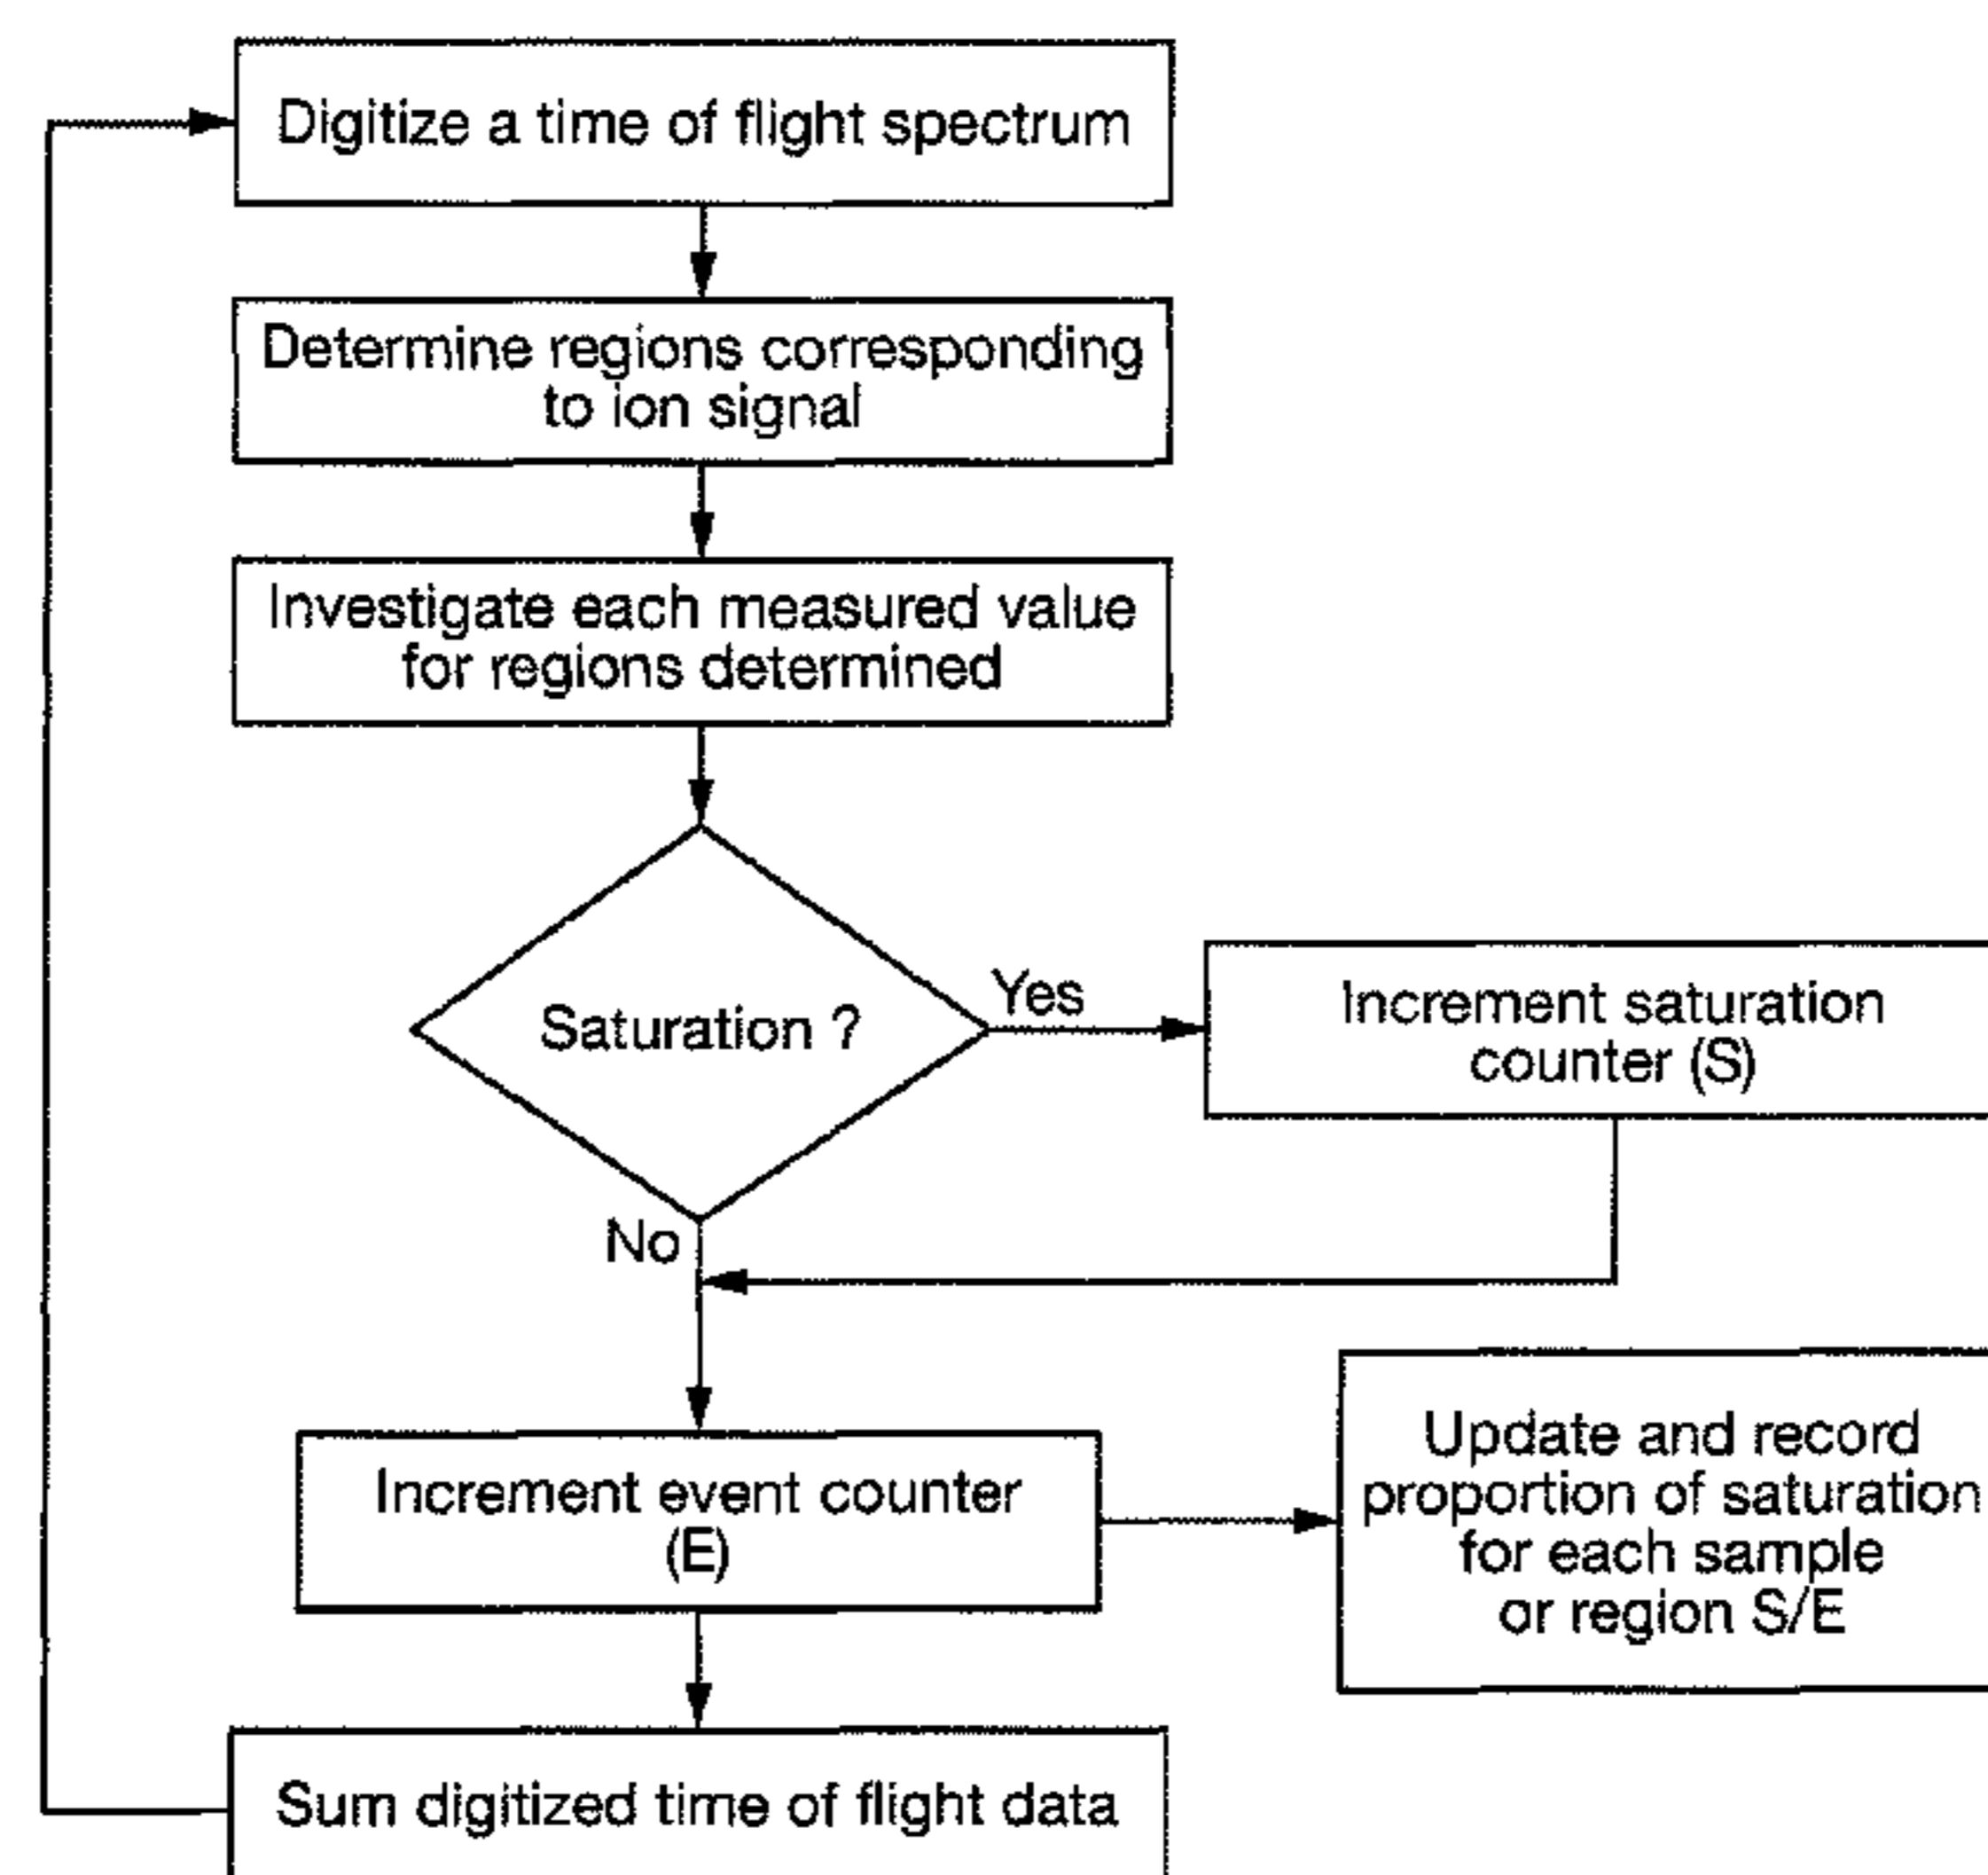 Digitize a time of flight spectrum
Determine regions corresponding
to ion signal
Investigate each measured value
for regions determined
Saturation ?
Yes
Increment saturation
counter (S)
No
Increment event counter
(E)
Update and record
proportion of saturation
for each sample
or region S/E
Sum digitized time of flight data